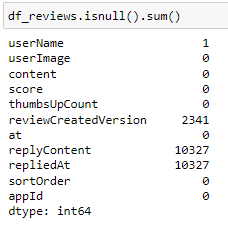 df_reviews.isnull().sum()
userName 1
userImage 0
content 0
score 0
thumbsUpCount 0
reviewCreatedVersion 2341
at 0
replyContent 10327
repliedAt 10327
sortOrder 0
appId 0
dtype: int64